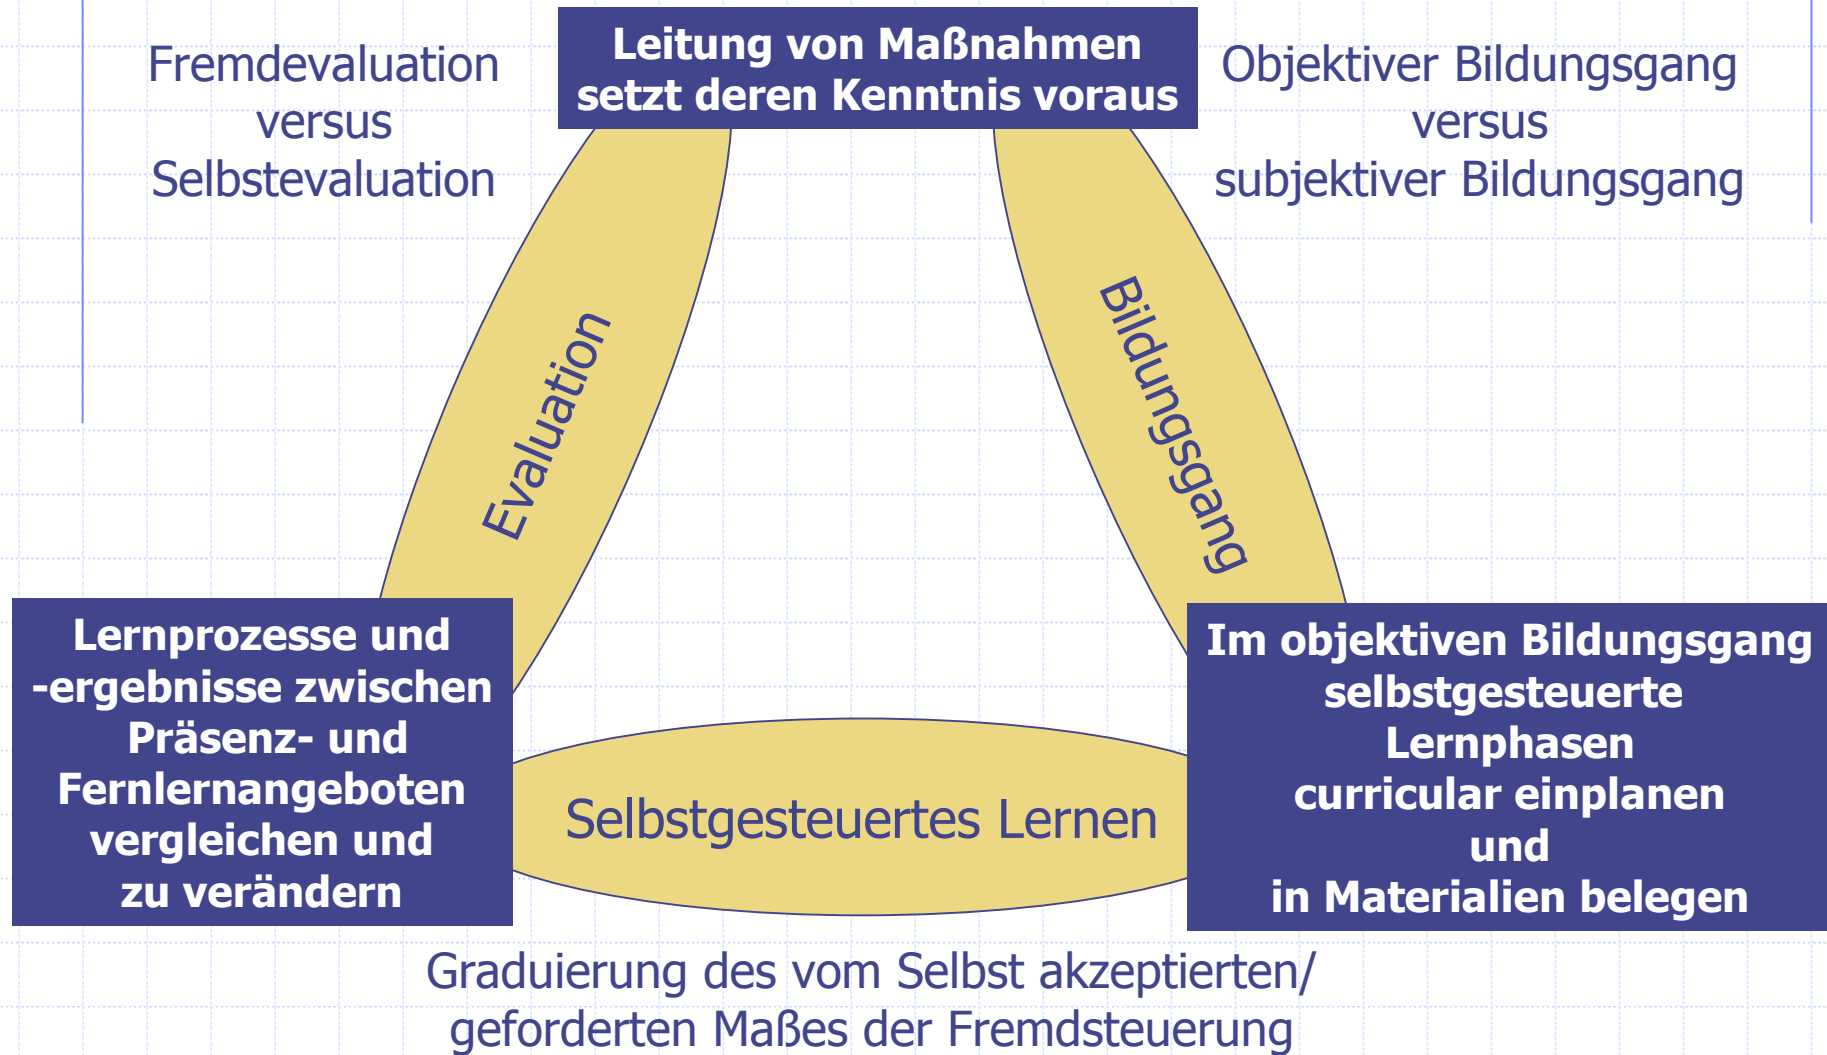 Fremdevaluation
versus
Selbstevaluation
Leitung von Maßnahmen
setzt deren Kenntnis voraus
Objektiver Bildungsgang
versus
subjektiver Bildungsgang
Evaluation
Bildungsgang
Lernprozesse und
-ergebnisse zwischen
Präsenz- und
Fernlernangeboten
vergleichen und
zu verändern
Selbstgesteuertes Lernen
Im objektiven Bildungsgang
selbstgesteuerte
Lernphasen
curricular einplanen
und
in Materialien belegen
Graduierung des vom Selbst akzeptierten/
geforderten Maßes der Fremdsteuerung